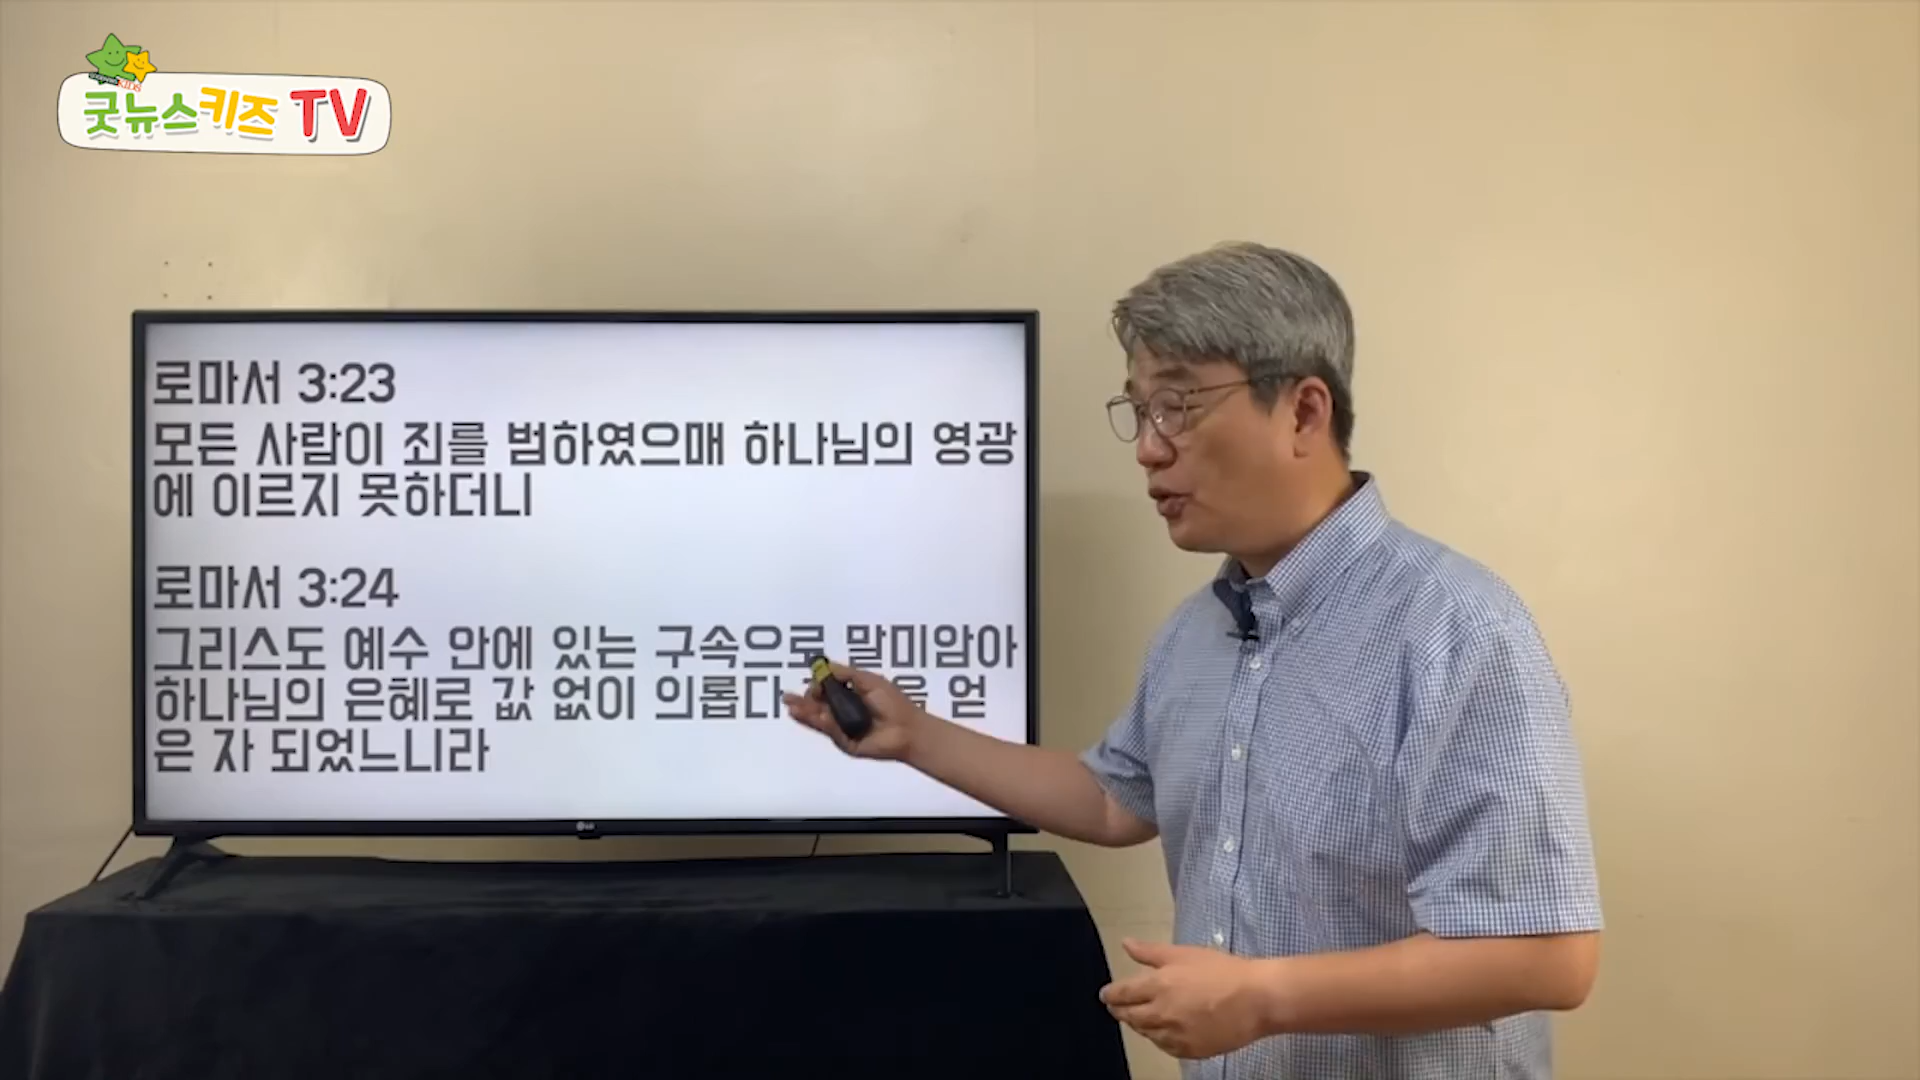 굿뉴스키즈 TV
로마서 3:23
모든 사람이 죄를 범하였으매 하나님의 영광
에 이르지 못하더니
로마서 3:24
그리스도 예수 안에 있는 구속으로 말미암아
하나님의 은혜로 값 없이 의롭다 얻
은 자 되었느니라
LG